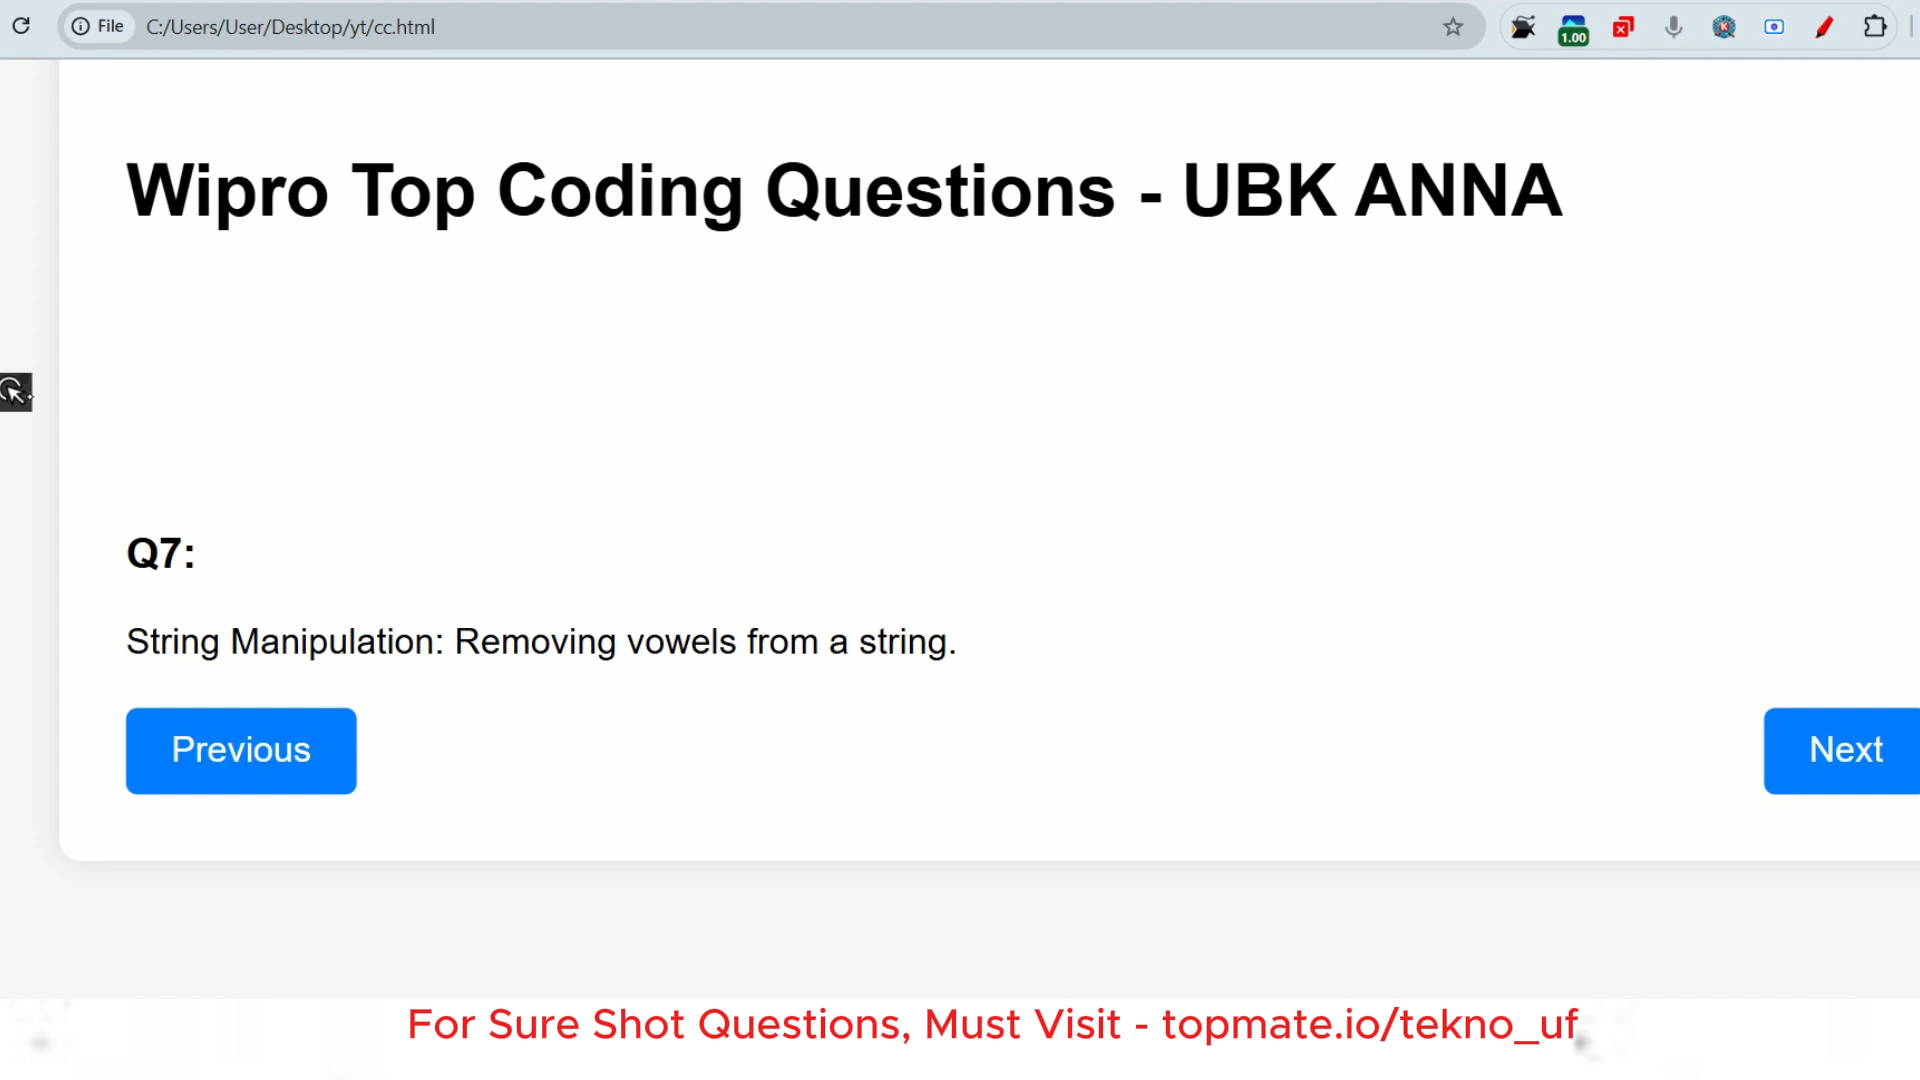 File C:/Users/User/Desktop/yt/cc.html
1.00
K
Wipro Top Coding Questions - UBK ANNA
Q7:
String Manipulation: Removing vowels from a string.
Previous Next
For Sure Shot Questions, Must Visit - topmate.io/tekno_uf